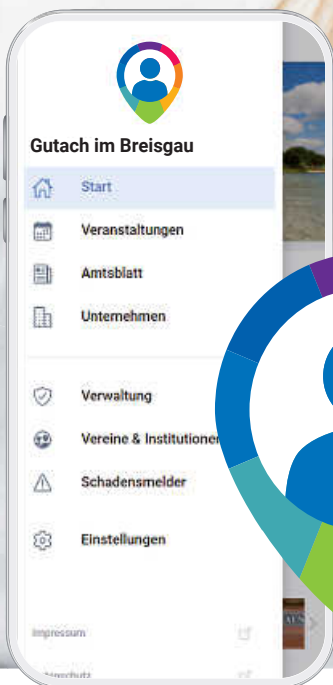 Gutach im Breisgau
Start
Veranstaltungen
Amtsblatt
Unternehmen
Verwaltung
Vereine & Institutionen
Schadensmelder
Einstellungen
Impressum